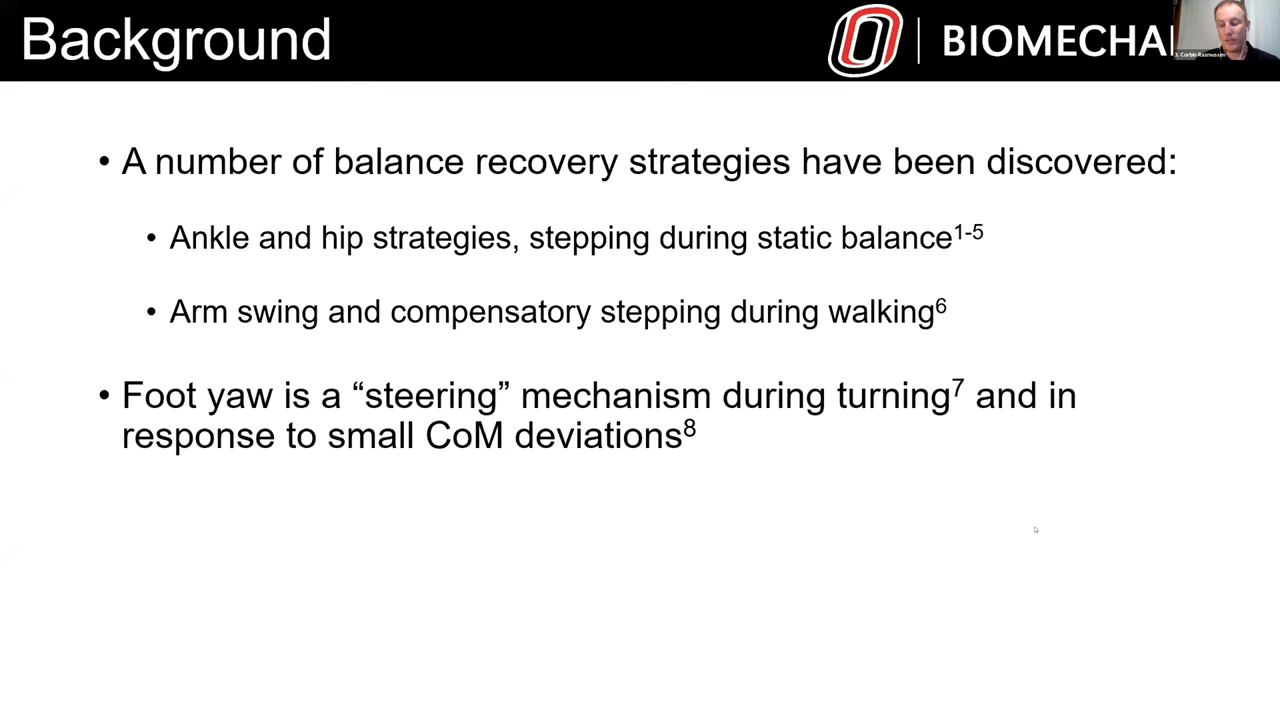 Background
BIOMECHA
S. Corbin Rasmussen
• A number of balance recovery strategies have been discovered:
• Ankle and hip strategies, stepping during static balance1-5
• Arm swing and compensatory stepping during walking6
• Foot yaw is a “steering” mechanism during turning7 and in
response to small CoM deviations8